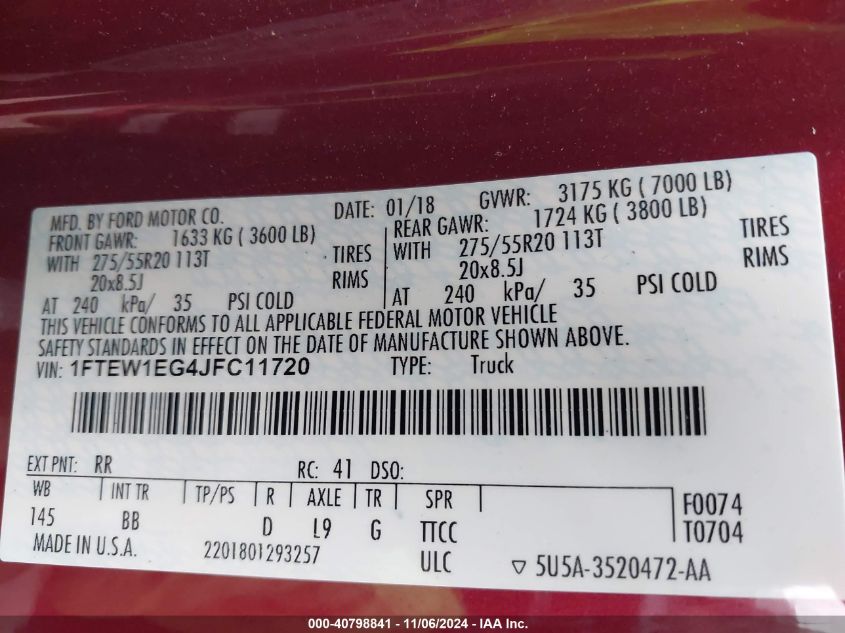 MFD. BY FORD MOTOR CO. DATE: 01/18 GVWR: 3175 KG ( 7000 LB)
FRONT GAWR: 1633 KG ( 3600 LB) REAR GAWR: 1724 KG ( 3800 LB)
WITH 275/55R20 113T TIRES WITH 275/55R20 113T TIRES
20x8.5J RIMS 20x8.5J RIMS
AT 240 kPa/ 35 PSI COLD AT 240 kPa/ 35 PSI COLD
THIS VEHICLE CONFORMS TO ALL APPLICABLE FEDERAL MOTOR VEHICLE
SAFETY STANDARDS IN EFFECT ON THE DATE OF MANUFACTURE SHOWN ABOVE.
VIN: 1FTEW1EG4JFC11720 TYPE: Truck
EXT PNT: RR RC: 41 DSO:
WB INT TR TP/PS R AXLE TR SPR F0074
145 BB D L9 G TTCC T0704
MADE IN U.S.A. 2201801293257 ULC ▽ 5U5A-3520472-AA
000-40798841 - 11/06/2024 - IAA Inc.